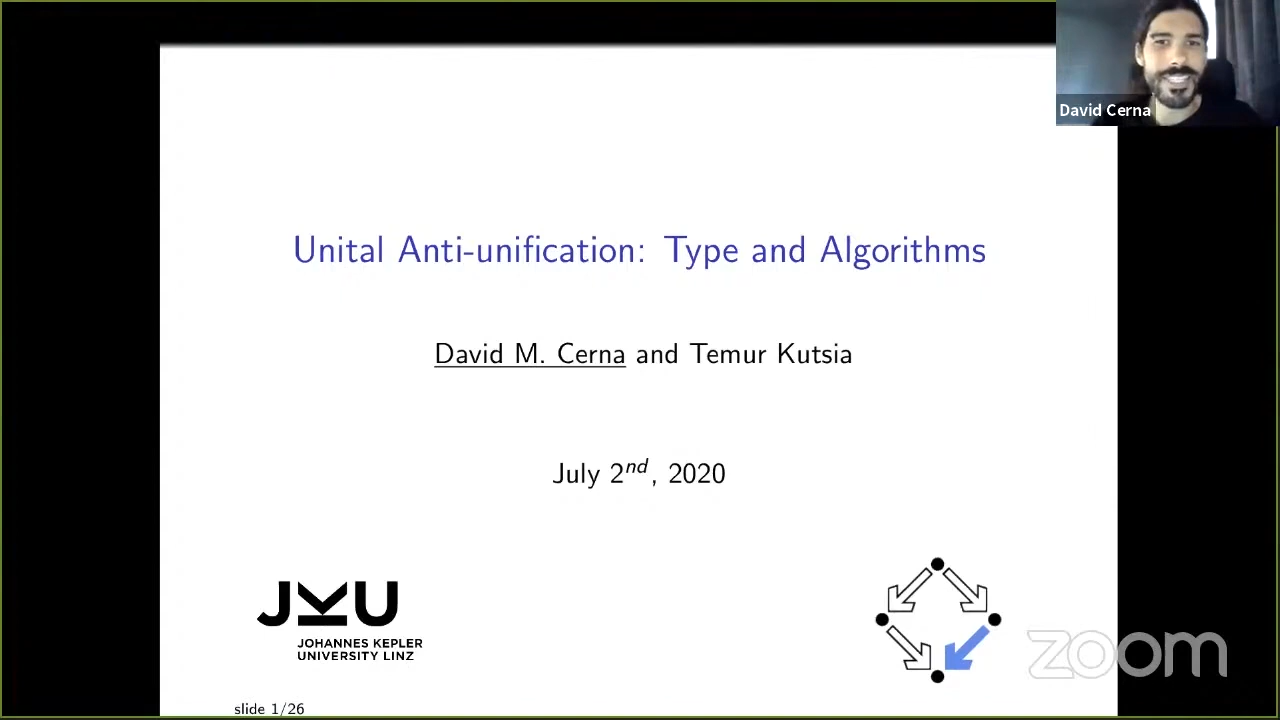 David Cerna
Unital Anti-unification: Type and Algorithms
David M. Cerna and Temur Kutsia
July 2nd, 2020
JKU
JOHANNES KEPLER
UNIVERSITY LINZ
zoom
slide 1/26